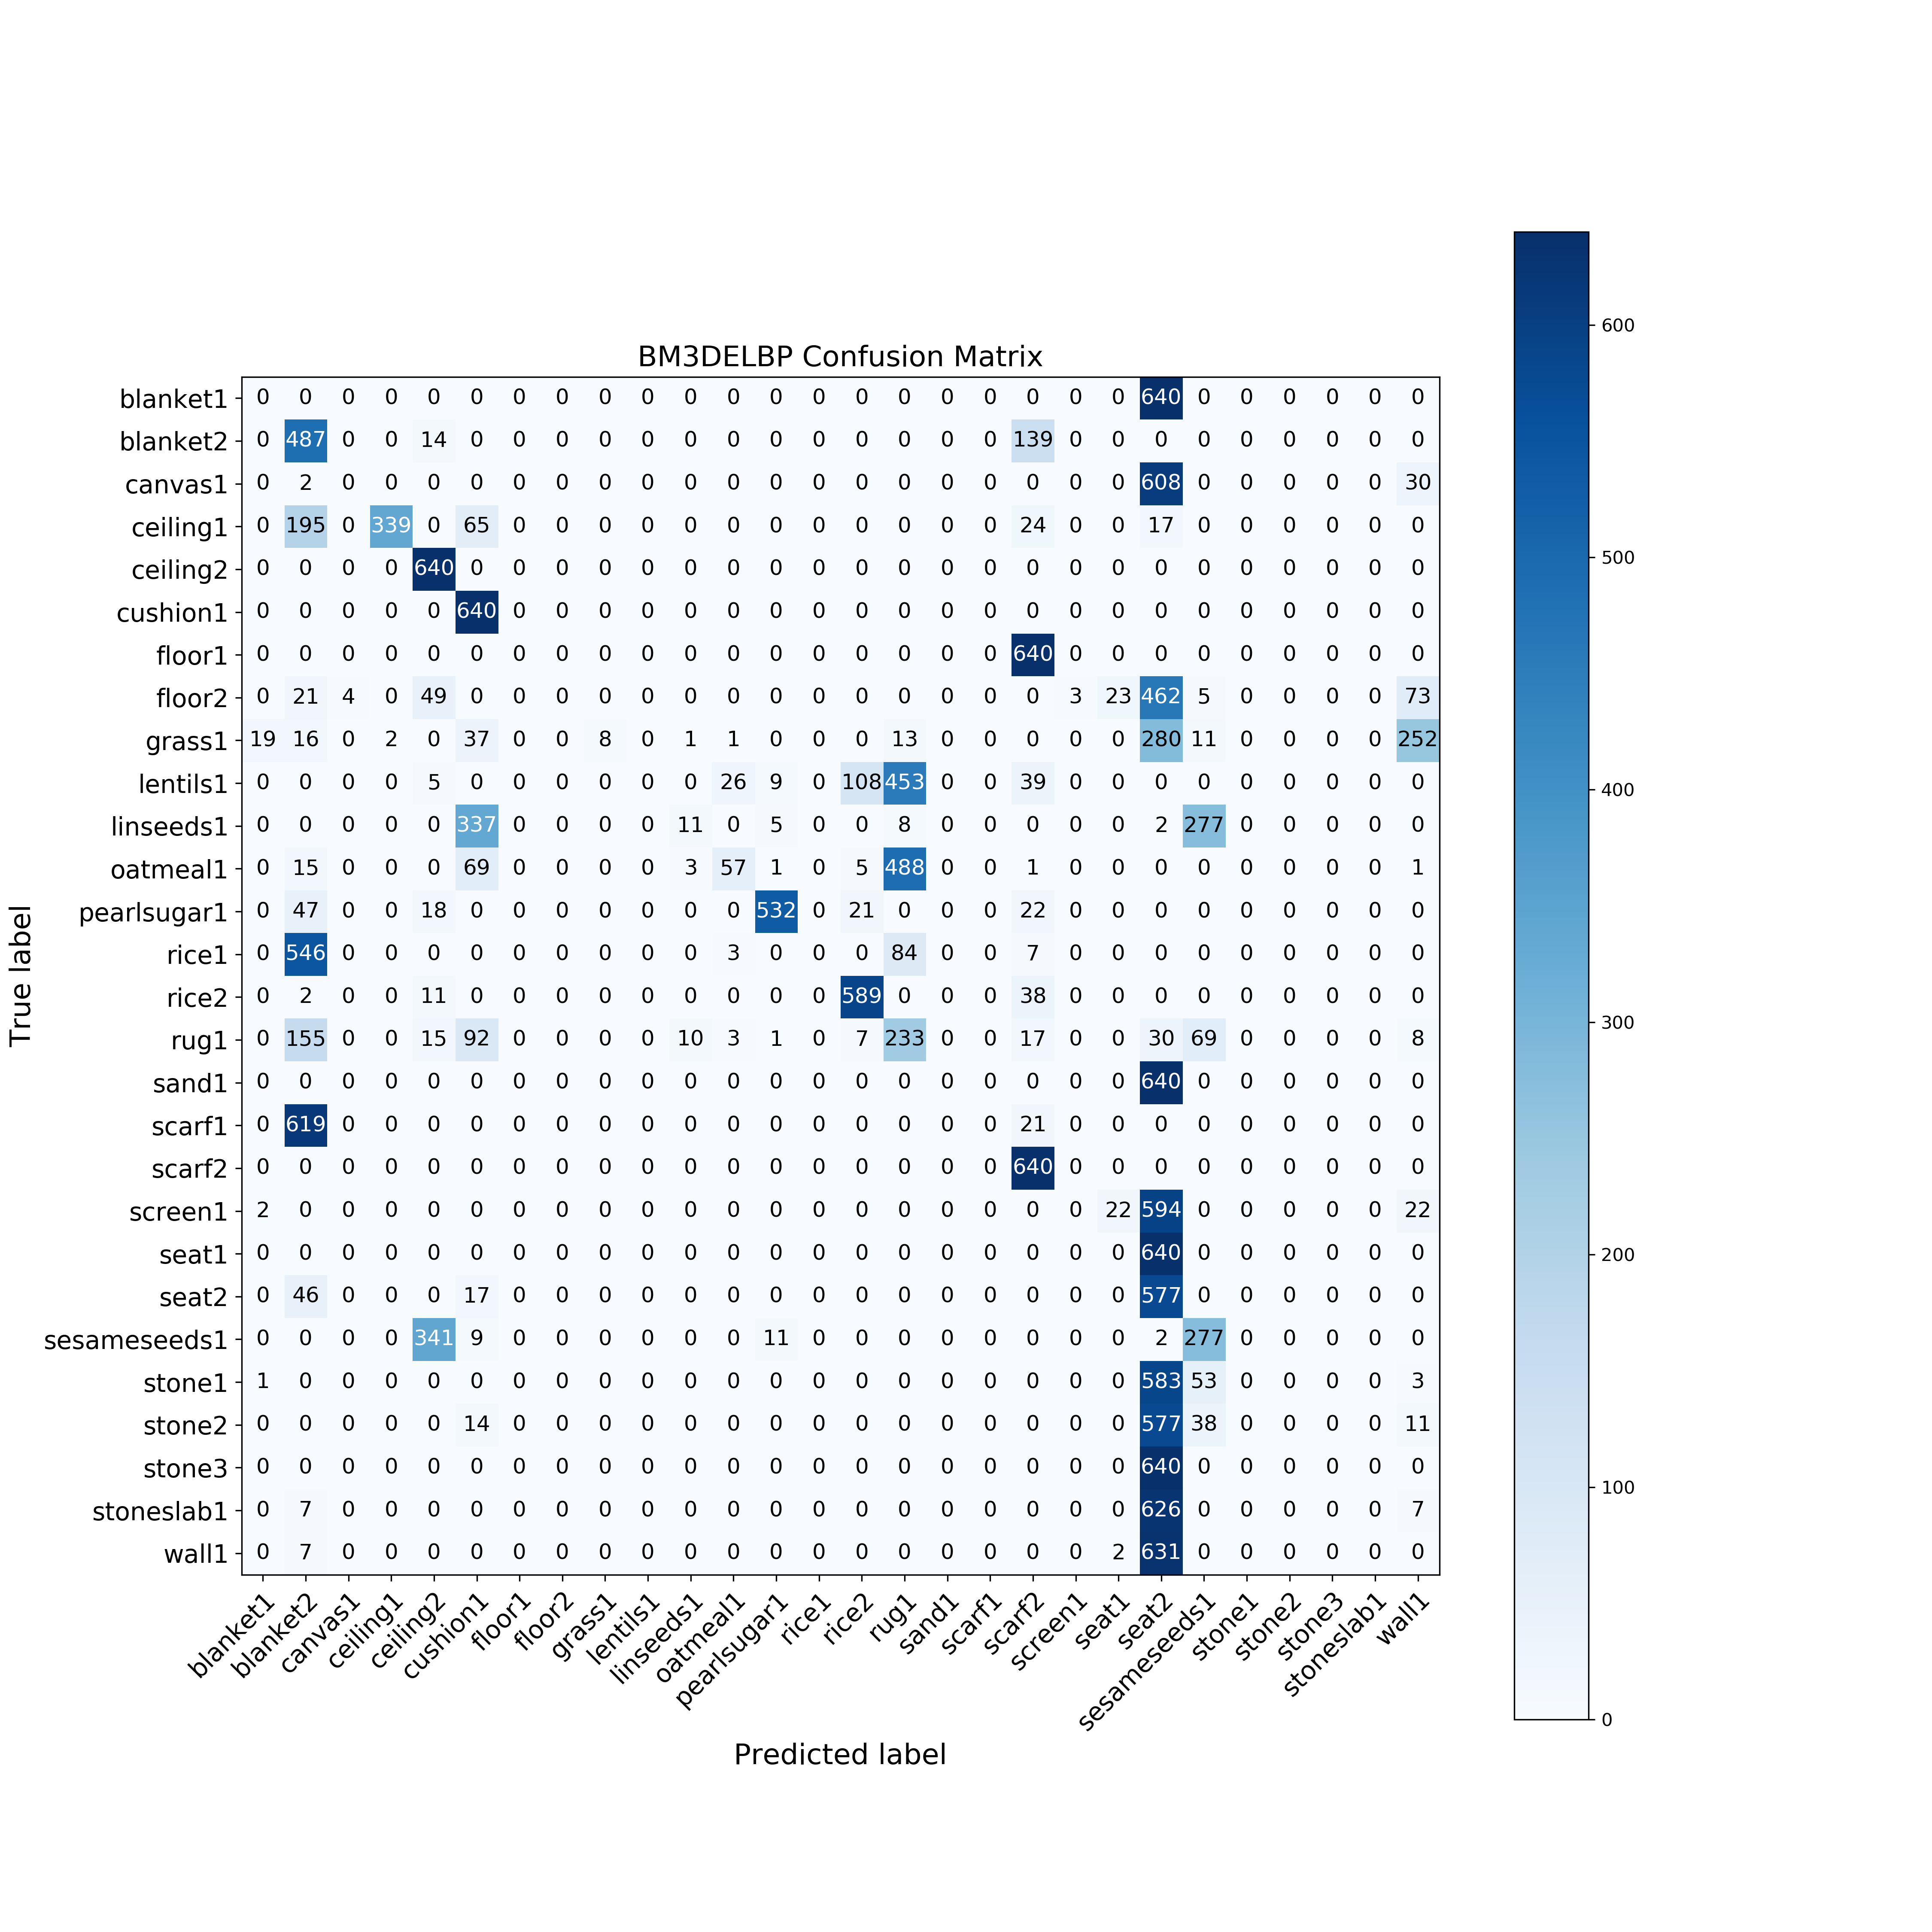 BM3DELBP Confusion Matrix
blanket1 0 0 0 0 0 0 0 0 0 0 0 0 0 0 0 0 0 0 0 0 0 640 0 0 0 0 0 0
blanket2 0 487 0 0 14 0 0 0 0 0 0 0 0 0 0 0 0 0 139 0 0 0 0 0 0 0 0 0
canvas1 0 2 0 0 0 0 0 0 0 0 0 0 0 0 0 0 0 0 0 0 0 608 0 0 0 0 0 30
ceiling1 0 195 0 339 0 65 0 0 0 0 0 0 0 0 0 0 0 0 24 0 0 17 0 0 0 0 0 0
ceiling2 0 0 0 0 640 0 0 0 0 0 0 0 0 0 0 0 0 0 0 0 0 0 0 0 0 0 0 0
cushion1 0 0 0 0 0 640 0 0 0 0 0 0 0 0 0 0 0 0 0 0 0 0 0 0 0 0 0 0
floor1 0 0 0 0 0 0 0 0 0 0 0 0 0 0 0 0 0 0 640 0 0 0 0 0 0 0 0 0
floor2 0 21 4 0 49 0 0 0 0 0 0 0 0 0 0 0 0 0 0 3 23 462 5 0 0 0 0 73
grass1 19 16 0 2 0 37 0 0 8 0 1 1 0 0 0 13 0 0 0 0 0 280 11 0 0 0 0 252
lentils1 0 0 0 0 5 0 0 0 0 0 0 26 9 0 108 453 0 0 39 0 0 0 0 0 0 0 0 0
linseeds1 0 0 0 0 0 337 0 0 0 0 11 0 5 0 0 8 0 0 0 0 0 2 277 0 0 0 0 0
oatmeal1 0 15 0 0 0 69 0 0 0 0 3 57 1 0 5 488 0 0 1 0 0 0 0 0 0 0 0 1
pearlsugar1 0 47 0 0 18 0 0 0 0 0 0 0 532 0 21 0 0 0 22 0 0 0 0 0 0 0 0 0
rice1 0 546 0 0 0 0 0 0 0 0 0 3 0 0 0 84 0 0 7 0 0 0 0 0 0 0 0 0
rice2 0 2 0 0 11 0 0 0 0 0 0 0 0 0 589 0 0 0 38 0 0 0 0 0 0 0 0 0
rug1 0 155 0 0 15 92 0 0 0 0 10 3 1 0 7 233 0 0 17 0 0 30 69 0 0 0 0 8
sand1 0 0 0 0 0 0 0 0 0 0 0 0 0 0 0 0 0 0 0 0 0 640 0 0 0 0 0 0
scarf1 0 619 0 0 0 0 0 0 0 0 0 0 0 0 0 0 0 0 21 0 0 0 0 0 0 0 0 0
scarf2 0 0 0 0 0 0 0 0 0 0 0 0 0 0 0 0 0 0 640 0 0 0 0 0 0 0 0 0
screen1 2 0 0 0 0 0 0 0 0 0 0 0 0 0 0 0 0 0 0 0 22 594 0 0 0 0 0 22
seat1 0 0 0 0 0 0 0 0 0 0 0 0 0 0 0 0 0 0 0 0 0 640 0 0 0 0 0 0
seat2 0 46 0 0 0 17 0 0 0 0 0 0 0 0 0 0 0 0 0 0 0 577 0 0 0 0 0 0
sesameseeds1 0 0 0 0 341 9 0 0 0 0 0 0 11 0 0 0 0 0 0 0 0 2 277 0 0 0 0 0
stone1 1 0 0 0 0 0 0 0 0 0 0 0 0 0 0 0 0 0 0 0 0 583 53 0 0 0 0 3
stone2 0 0 0 0 0 14 0 0 0 0 0 0 0 0 0 0 0 0 0 0 0 577 38 0 0 0 0 11
stone3 0 0 0 0 0 0 0 0 0 0 0 0 0 0 0 0 0 0 0 0 0 640 0 0 0 0 0 0
stoneslab1 0 7 0 0 0 0 0 0 0 0 0 0 0 0 0 0 0 0 0 0 0 626 0 0 0 0 0 7
wall1 0 7 0 0 0 0 0 0 0 0 0 0 0 0 0 0 0 0 0 0 2 631 0 0 0 0 0 0
blanket1 blanket2 canvas1 ceiling1 ceiling2 cushion1 floor1 floor2 grass1 lentils1 linseeds1 oatmeal1 pearlsugar1 rice1 rice2 rug1 sand1 scarf1 scarf2 screen1 seat1 seat2 sesameseeds1 stone1 stone2 stone3 stoneslab1 wall1
Predicted label
True label
600
500
400
300
200
100
0